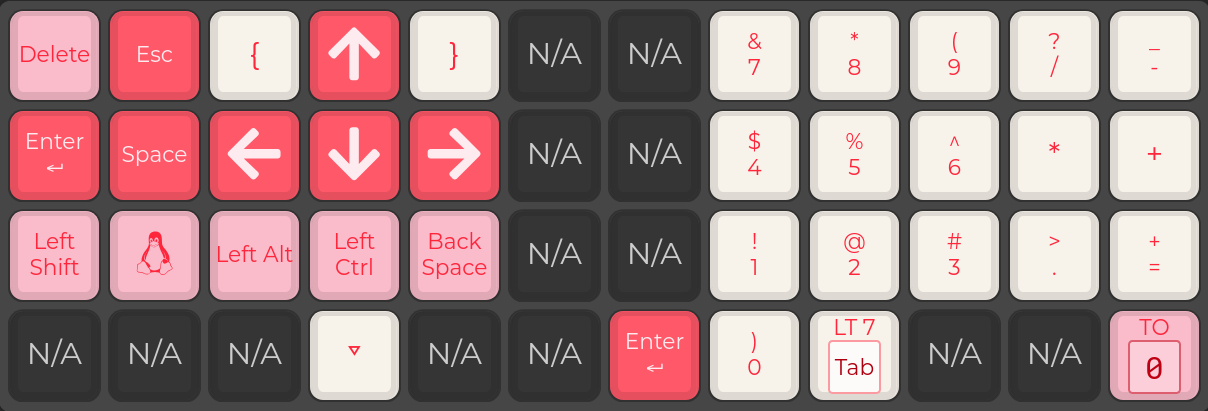 Delete
Esc
{
↑
}
N/A
N/A
&
7
*
8
(
9
?
/
_
-
Enter
↵
Space
←
↓
→
N/A
N/A
$
4
%
5
^
6
*
+
Left
Shift
Left Alt
Left
Ctrl
Back
Space
N/A
N/A
!
1
@
2
#
3
>
.
+
=
N/A
N/A
N/A
▽
N/A
N/A
Enter
↵
)
0
LT 7
Tab
N/A
N/A
TO
0